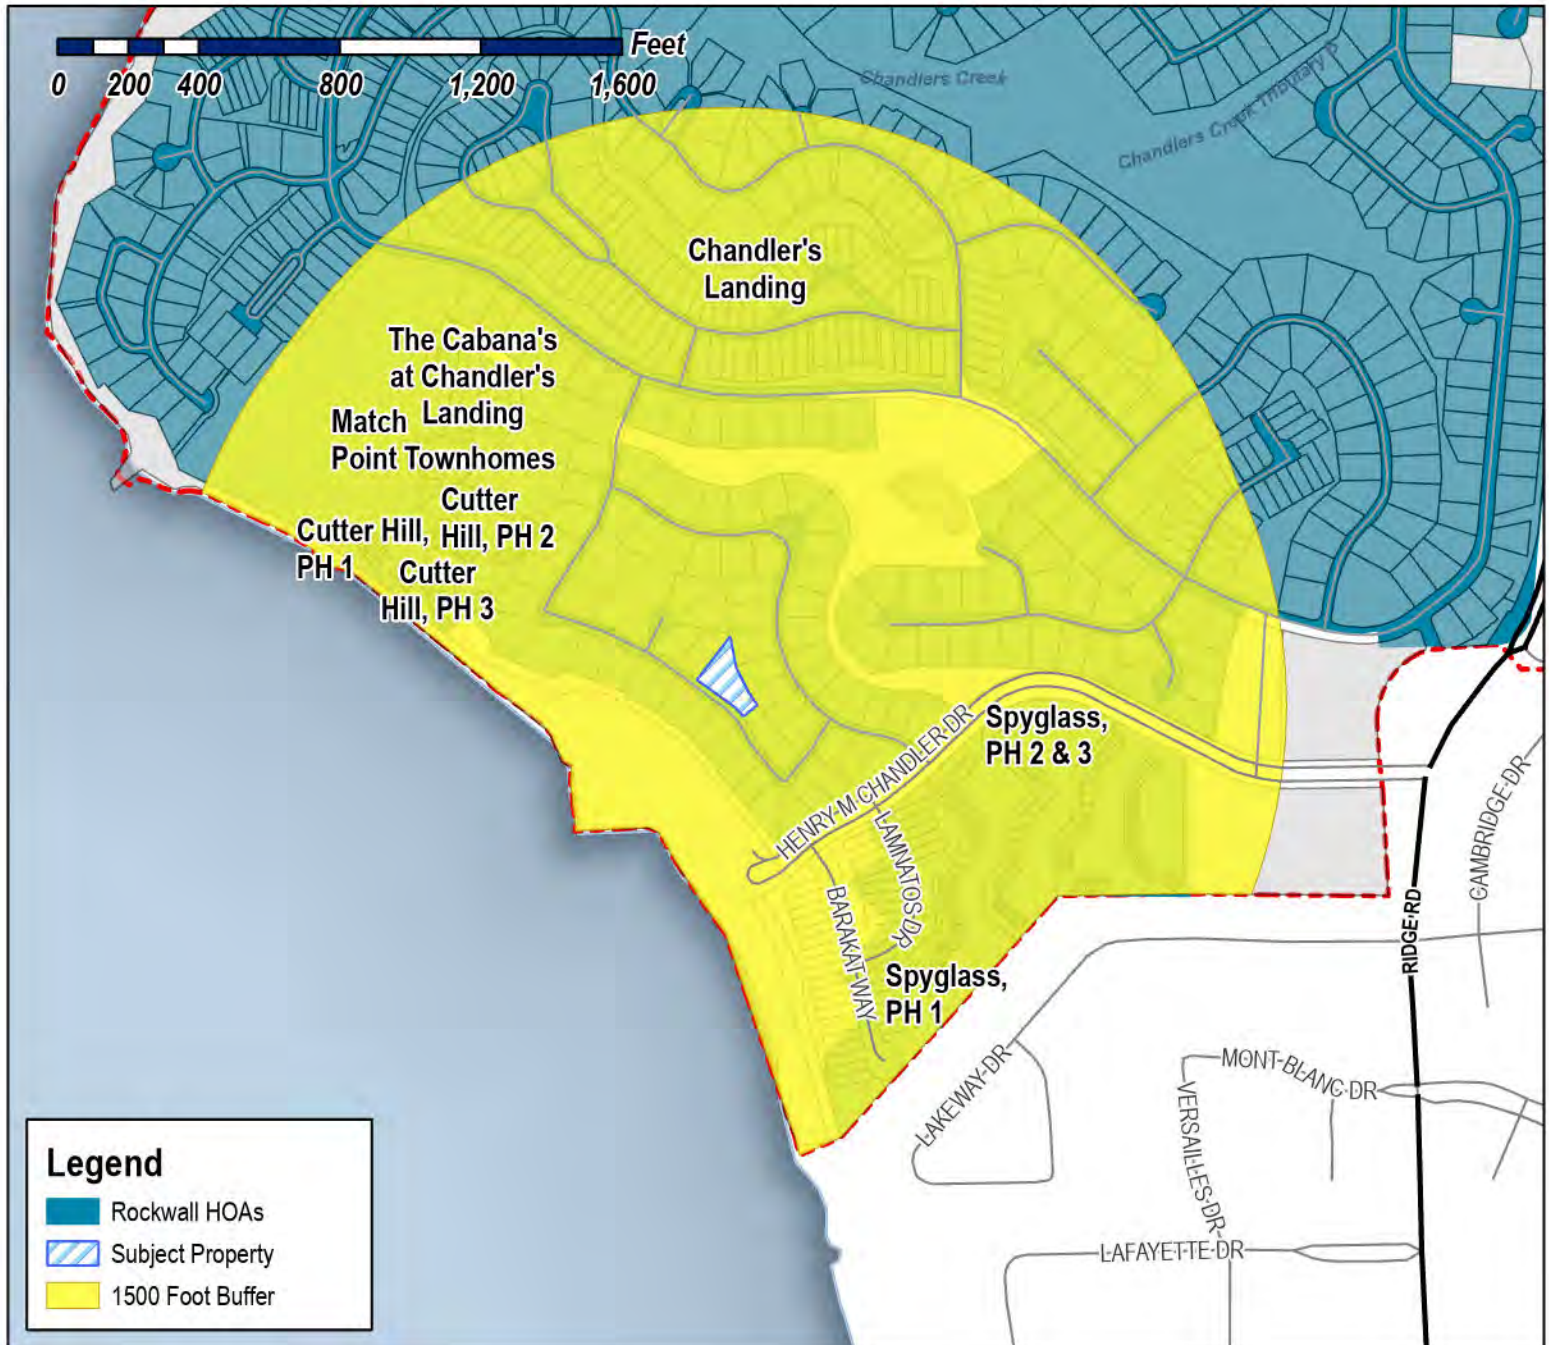 Feet
0 200 400 800 1,200 1,600
Chandlers Creek
Chandlers Creek Tributary
Chandler's
Landing
The Cabana's
at Chandler's
Landing
Match
Point Townhomes
Cutter
Hill, PH 2
Cutter Hill,
PH 1
Cutter
Hill, PH 3
Spyglass,
PH 2 & 3
HENRY M CHANDLER DR
LAMNATOS DR
BARAKAT WAY
Spyglass,
PH 1
RIDGE RD
CAMBRIDGE DR
LAKEWAY DR
MONT BLANC DR
VERSAILLES DR
LAFAYETTE DR
Legend
Rockwall HOAs
Subject Property
1500 Foot Buffer